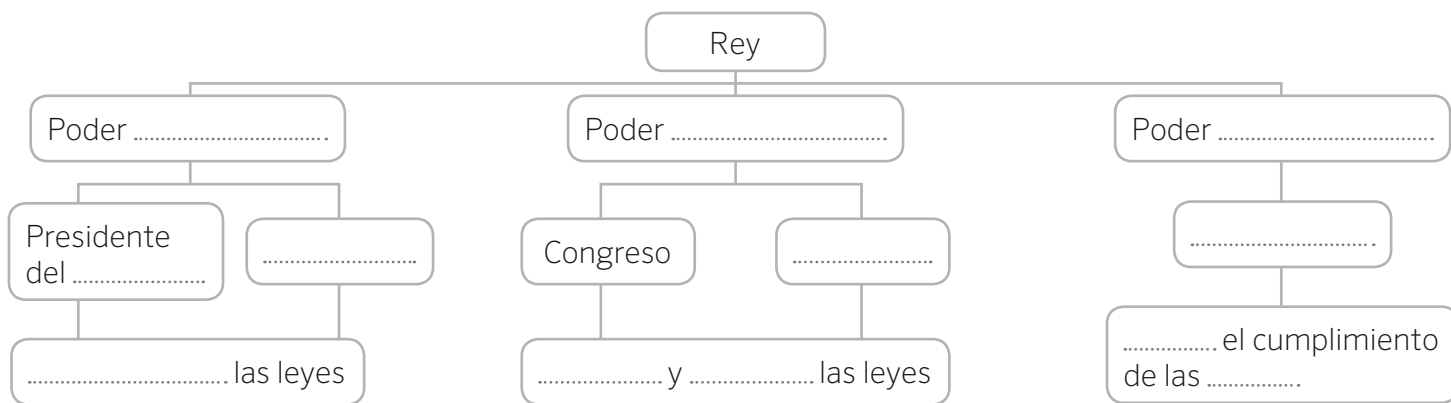 Rey
Poder ................................ .
Poder ................................... .
Poder ................................... .
Presidente
del ......................
..........................
Congreso
........................
............................... .
................................. las leyes
..................... y ..................... las leyes
................ el cumplimiento
de las ............... .